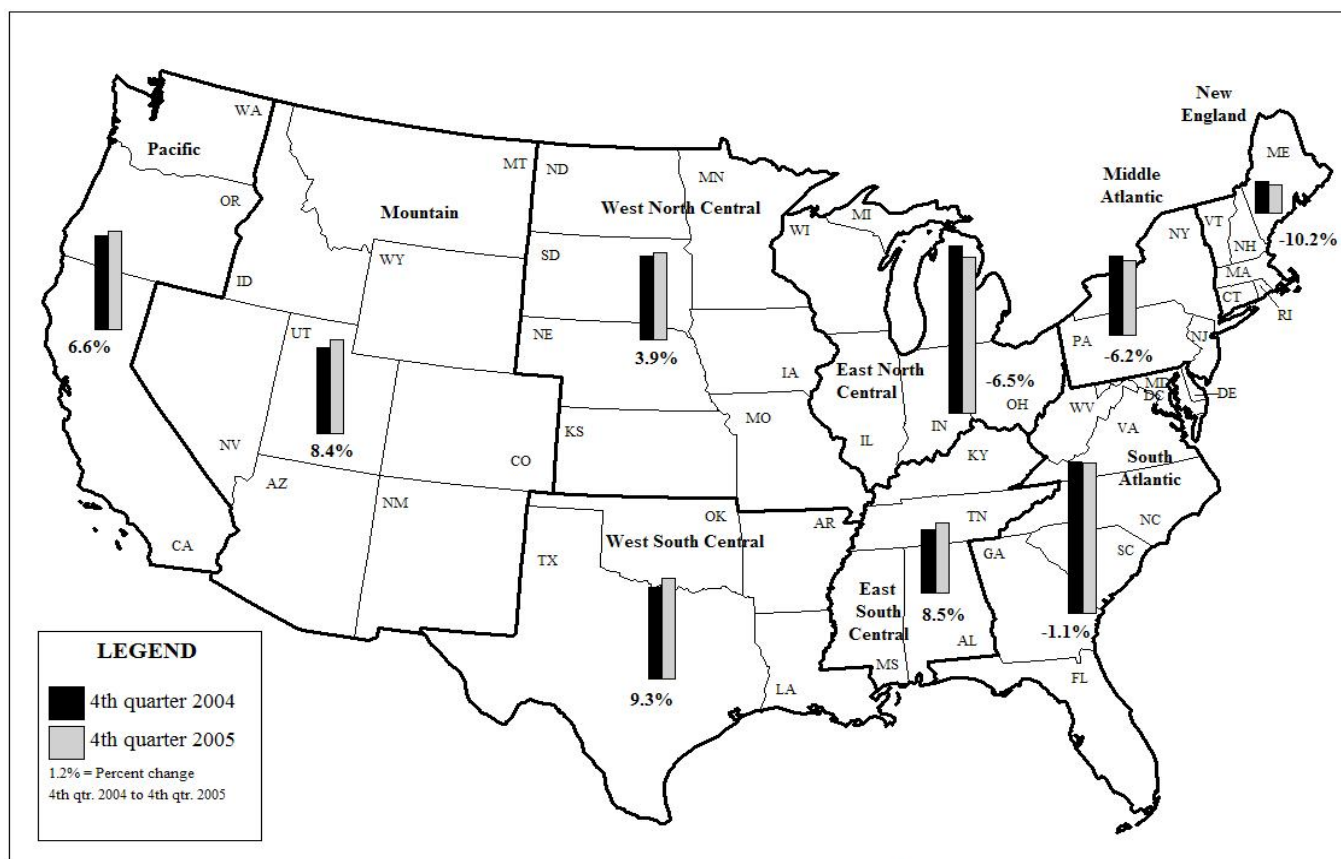 New
England
WA
ME
Pacific
MT
ND
MN
Middle
Atlantic
OR
Mountain
West North Central
MI
WI
NY
VT
NH
-10.2%
WY
SD
MA
CT
RI
ID
UT
NE
6.6%
3.9%
PA
NJ
-6.2%
East North
Central
IA
-6.5%
OH
MD
DC
DE
WV
MO
VA
NV
8.4%
KS
IL
IN
CO
KY
South
Atlantic
AZ
NM
OK
AR
TN
NC
CA
TX
West South Central
GA
SC
East
South
Central
8.5%
-1.1%
AL
MS
LA
FL
9.3%
LEGEND
4th quarter 2004
4th quarter 2005
1.2% = Percent change
4th qtr. 2004 to 4th qtr. 2005